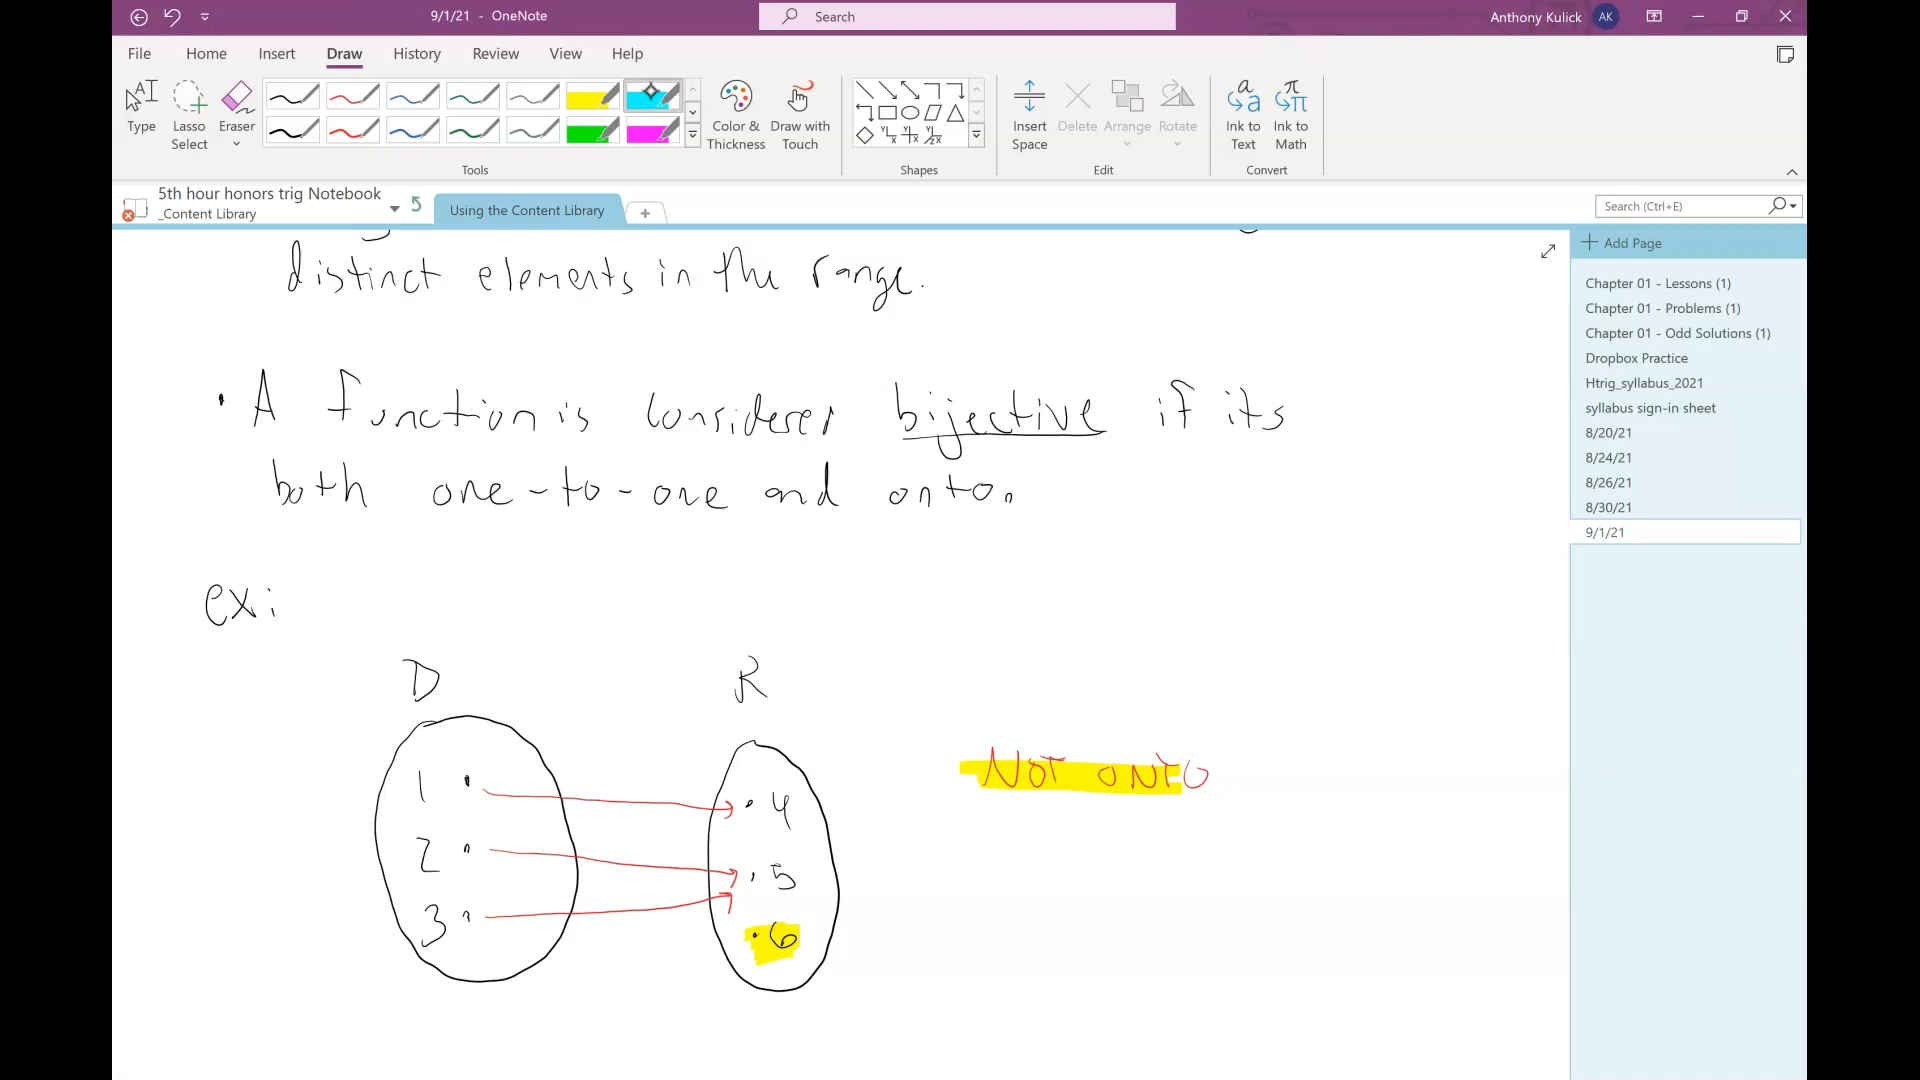 9/1/21 - OneNote
Search
Anthony Kulick AK
File Home Insert Draw History Review View Help
Type
Lasso Select
Eraser
Color & Thickness
Draw with Touch
Insert Space
Delete
Arrange
Rotate
Ink to Text
Ink to Math
Tools
Shapes
Edit
Convert
5th hour honors trig Notebook
_Content Library
Using the Content Library
Search (Ctrl+E)
Add Page
Chapter 01 - Lessons (1)
Chapter 01 - Problems (1)
Chapter 01 - Odd Solutions (1)
Dropbox Practice
Htrig_syllabus_2021
syllabus sign-in sheet
8/20/21
8/24/21
8/26/21
8/30/21
9/1/21
distinct elements in the range.
• A function is considered bijective if its
both one-to-one and onto.
ex:
D R
1 • • 4
2 • • 5
3 • • 6
NOT ONTO